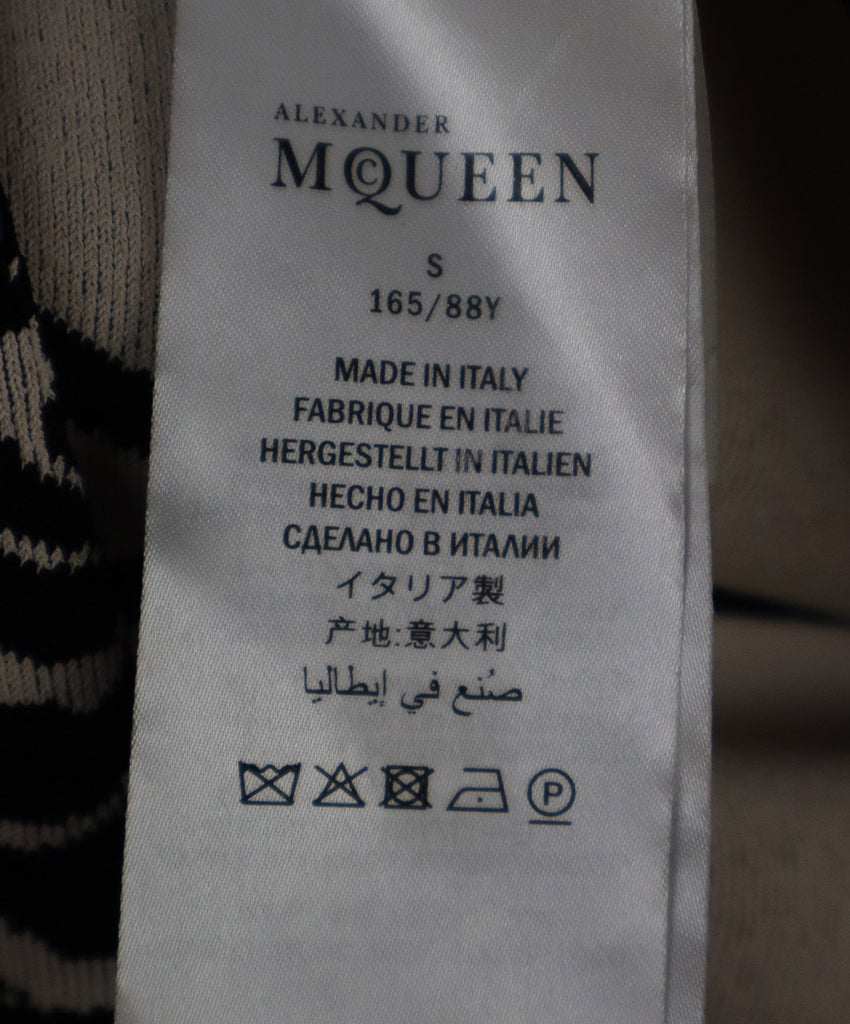 ALEXANDER
MCQUEEN
S
165/88Y
MADE IN ITALY
FABRIQUE EN ITALIE
HERGESTELLT IN ITALIEN
HECHO EN ITALIA
СДЕЛАНО В ИТАЛИИ
イタリア製
产地:意大利
صُنع في إيطاليا
P